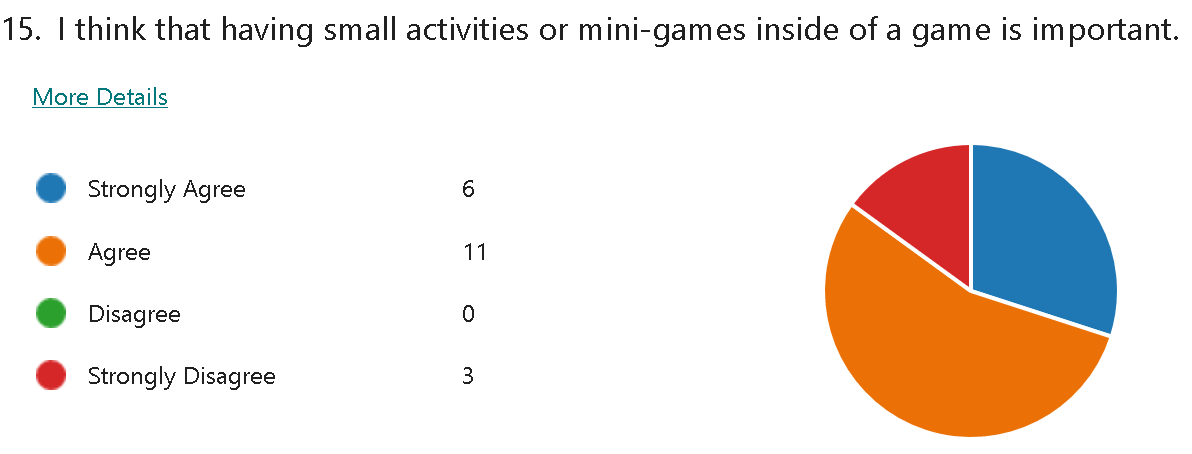 15. I think that having small activities or mini-games inside of a game is important.
More Details
Strongly Agree 6
Agree 11
Disagree 0
Strongly Disagree 3